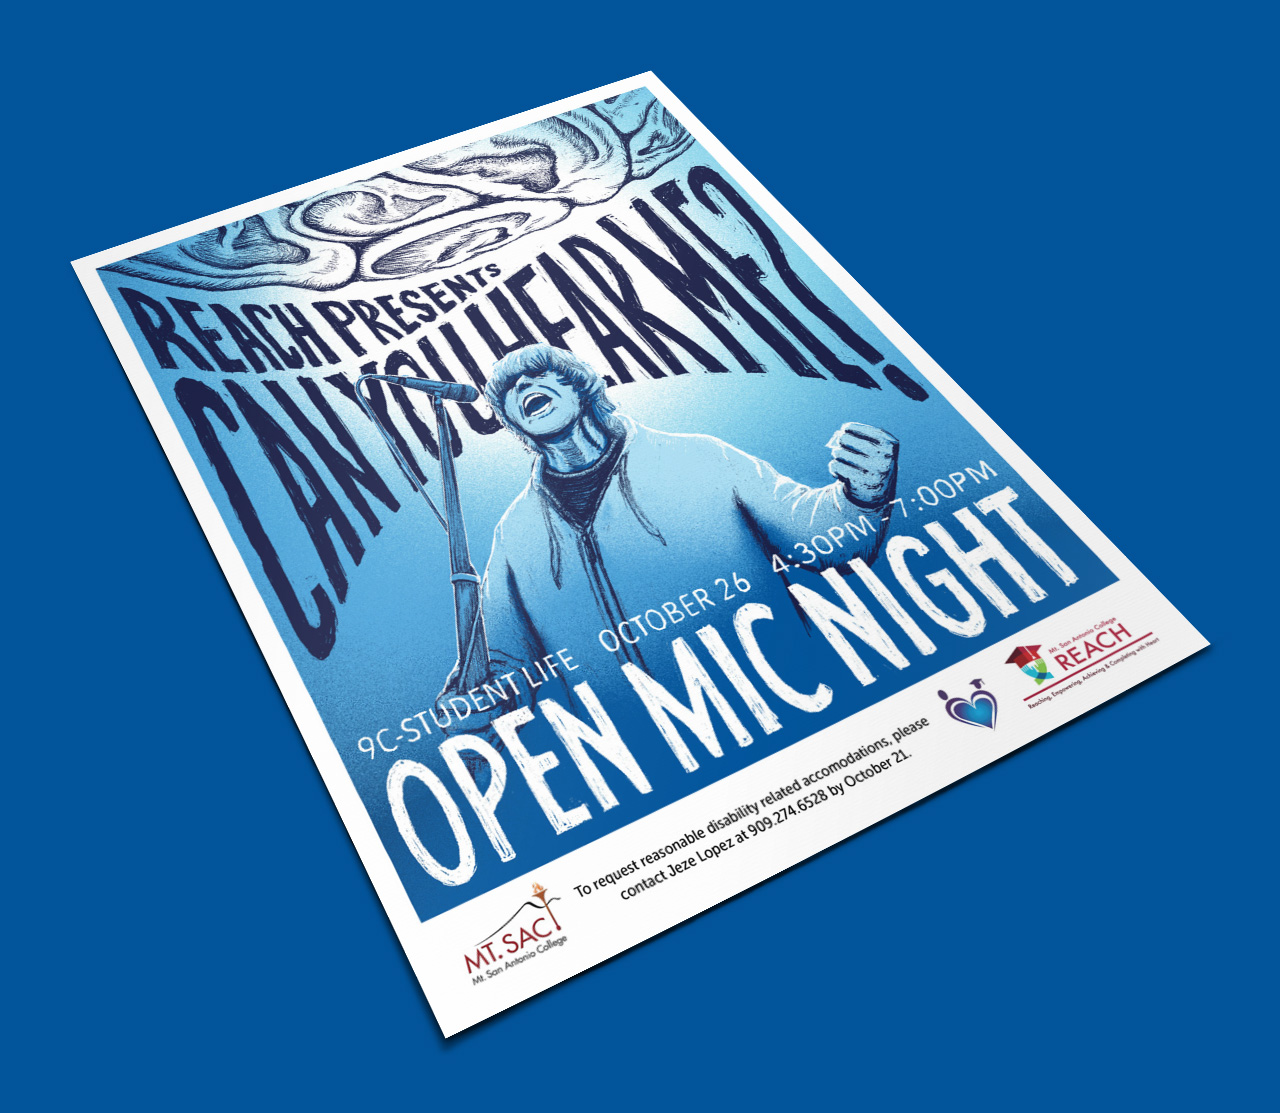 REACH PRESENTS
CAN YOU HEAR ME?
9C-STUDENT LIFE OCTOBER 26 4:30PM - 7:00PM
OPEN MIC NIGHT
MT. SAC
Mt. San Antonio College
To request reasonable disability related accomodations, please
contact Jeze Lopez at 909.274.6528 by October 21.
Mt. San Antonio College
REACH
Reaching, Empowering, Achieving & Completing with Heart